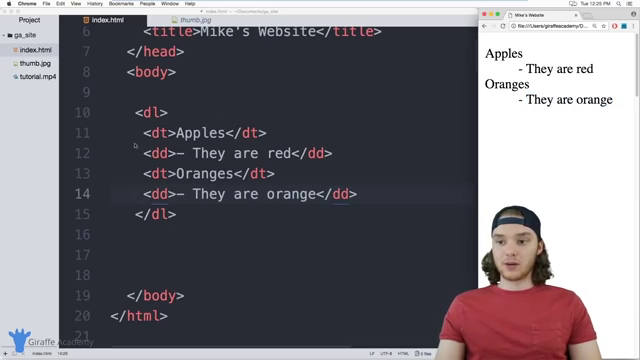 Chrome File Edit View History Bookmarks People Window Help
Tue 12:25 PM
Project
index.html
thumb.jpg
ga_site
index.html
thumb.jpg
tutorial.mp4
6 <title>Mike's Website</title>
7 </head>
8 <body>
9
10 <dl>
11 <dt>Apples</dt>
12 <dd>- They are red</dd>
13 <dt>Oranges</dt>
14 <dd>- They are orange</dd>
15 </dl>
16
17
18
19 </body>
20 </html>
21
Mike's Website
file:///Users/giraffeacademy/D
Apples
- They are red
Oranges
- They are orange
Giraffe Academy
index.html 14:25
LF UTF-8 HTML 0 files